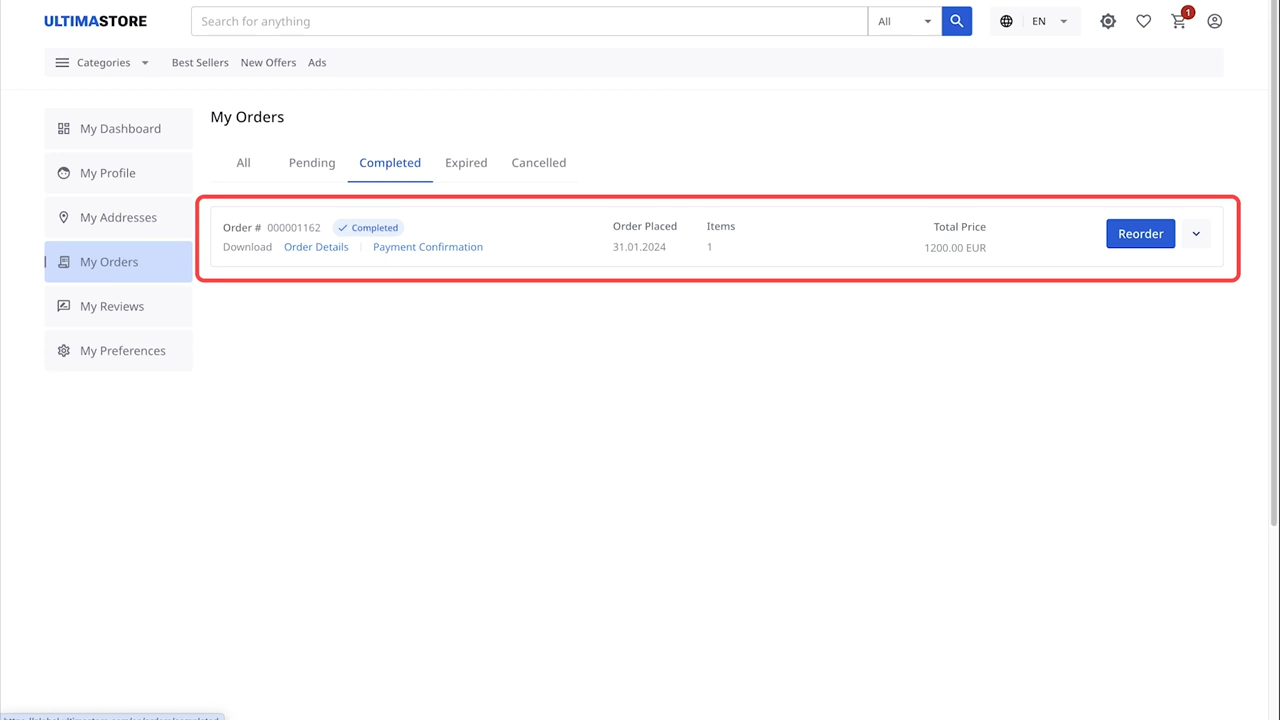 ULTIMASTORE
Search for anything
All
EN
1
Categories
Best Sellers
New Offers
Ads
My Dashboard
My Profile
My Addresses
My Orders
My Reviews
My Preferences
My Orders
All
Pending
Completed
Expired
Cancelled
Order # 000001162
Completed
Download Order Details | Payment Confirmation
Order Placed
31.01.2024
Items
1
Total Price
1200.00 EUR
Reorder